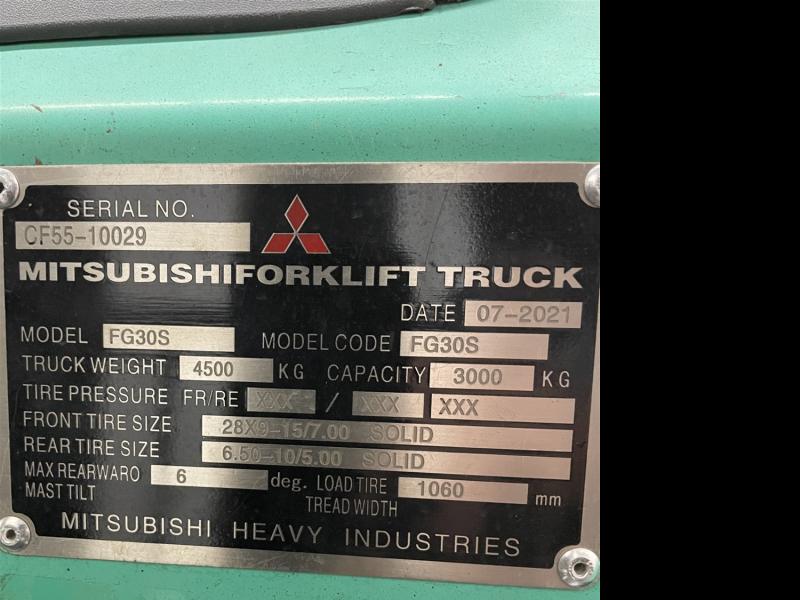 SERIAL NO.
CF55-10029
MITSUBISHIFORKLIFT TRUCK
DATE 07-2021
MODEL FG30S MODEL CODE FG30S
TRUCK WEIGHT 4500 KG CAPACITY 3000 KG
TIRE PRESSURE FR/RE XXX / XXX XXX
FRONT TIRE SIZE 28X9-15/7.00 SOLID
REAR TIRE SIZE 6.50-10/5.00 SOLID
MAX REARWARO 6 deg. LOAD TIRE 1060 mm
MAST TILT TREAD WIDTH
MITSUBISHI HEAVY INDUSTRIES